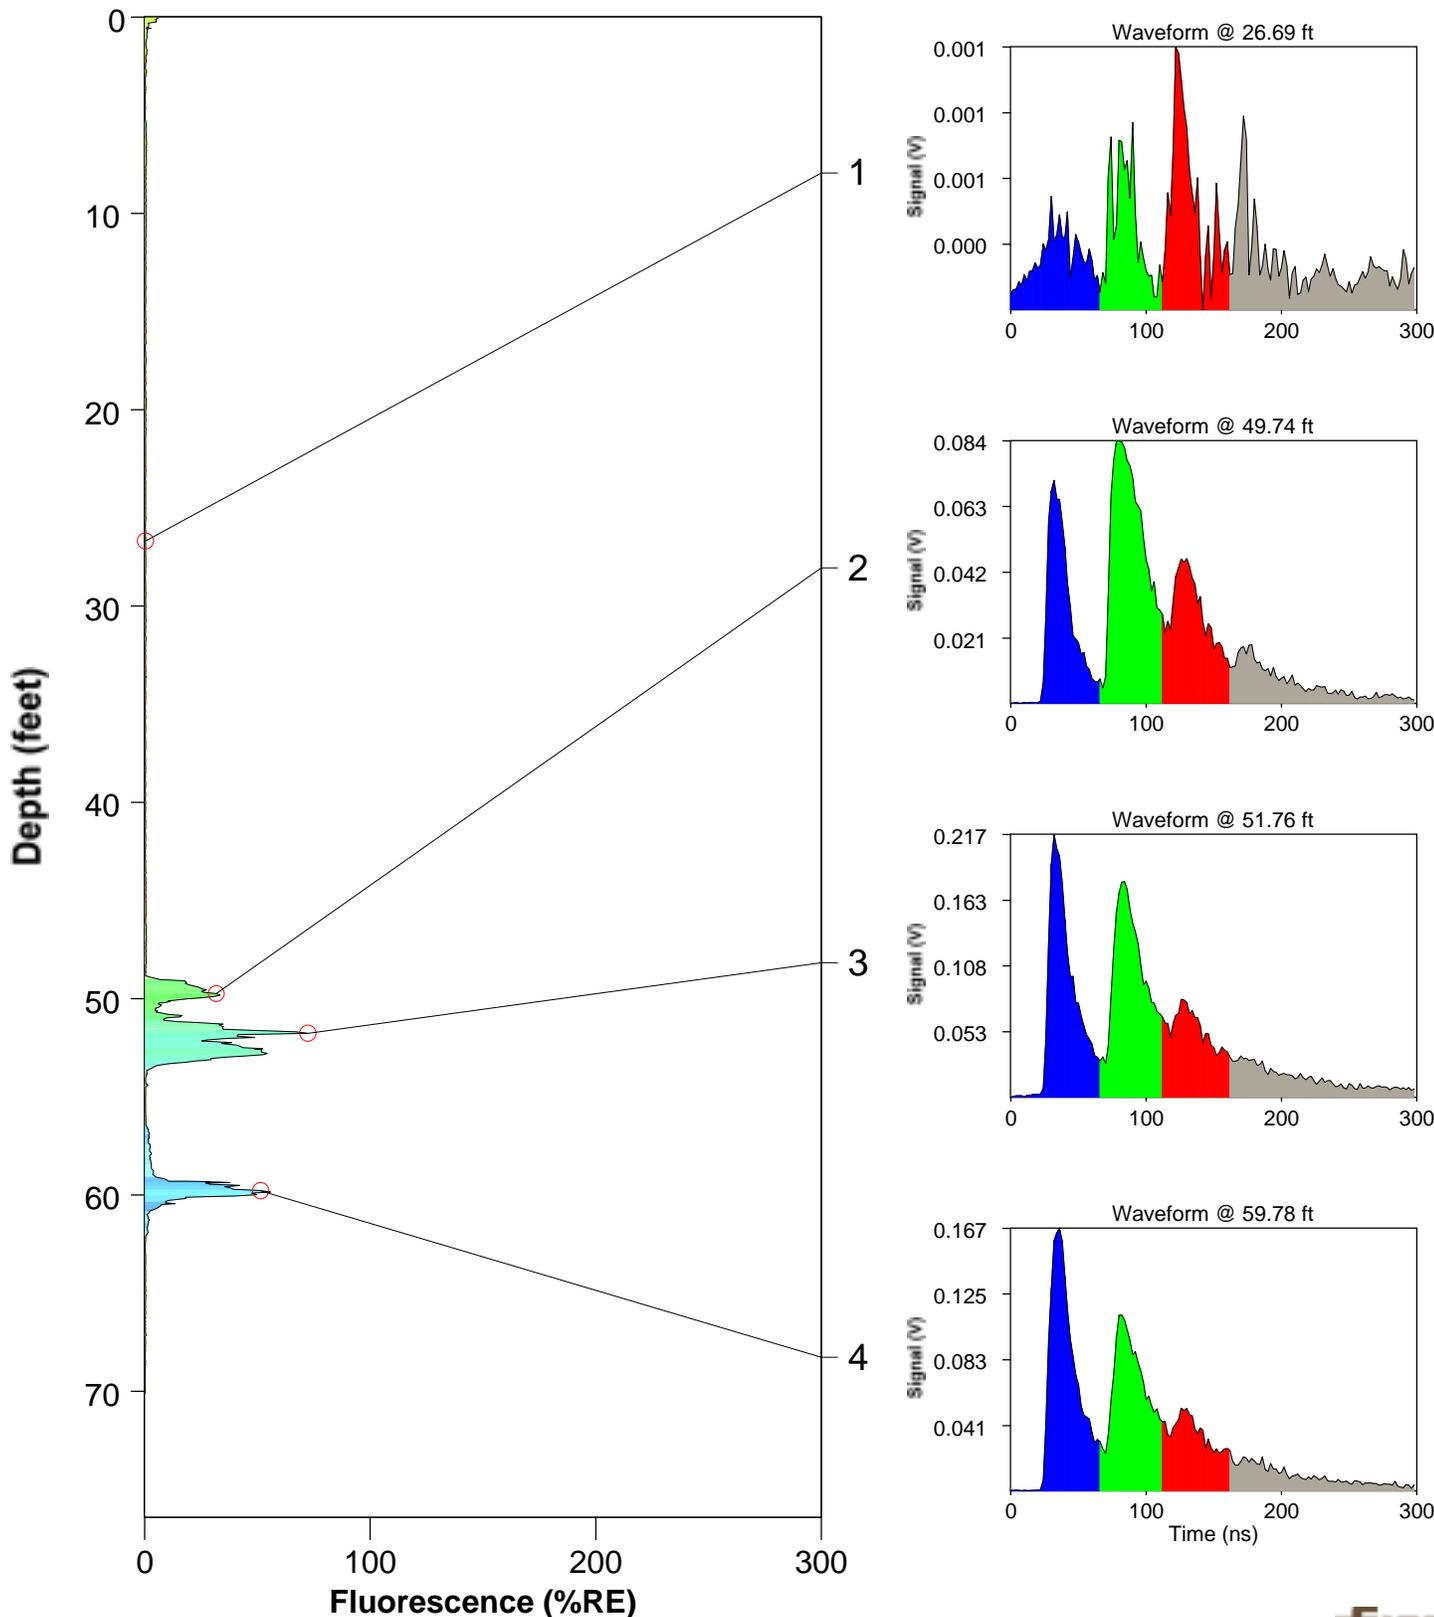 0
10
20
30
40
50
60
70
Depth (feet)
0 100 200 300
Fluorescence (%RE)
1
2
3
4
Waveform @ 26.69 ft
0.001
0.001
0.001
0.000
Signal (V)
0 100 200 300
Waveform @ 49.74 ft
0.084
0.063
0.042
0.021
Signal (V)
0 100 200 300
Waveform @ 51.76 ft
0.217
0.163
0.108
0.053
Signal (V)
0 100 200 300
Waveform @ 59.78 ft
0.167
0.125
0.083
0.041
Signal (V)
0 100 200 300
Time (ns)